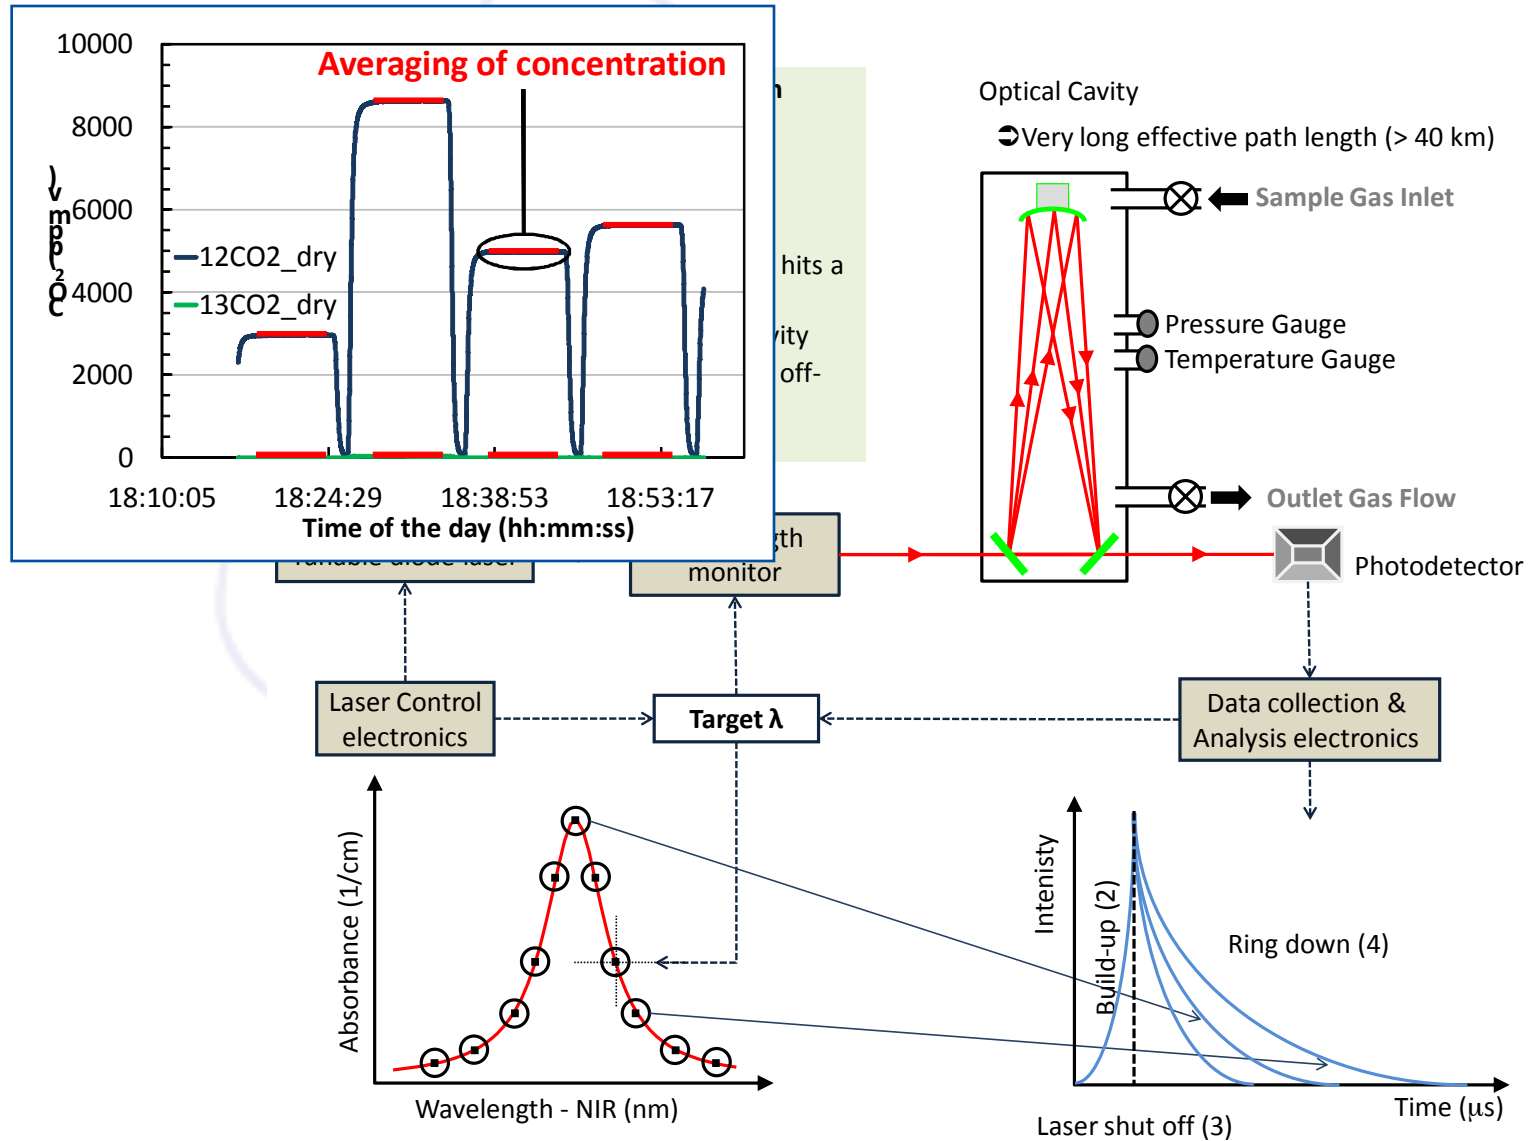 10000
8000
6000
4000
2000
0
Averaging of concentration
CO2 (ppmv)
12CO2_dry
13CO2_dry
18:10:05
18:24:29
18:38:53
18:53:17
Time of the day (hh:mm:ss)
hits a
off-
monitor
Optical Cavity
➲Very long effective path length (> 40 km)
Sample Gas Inlet
Pressure Gauge
Temperature Gauge
Outlet Gas Flow
Photodetector
Laser Control
electronics
Target λ
Data collection &
Analysis electronics
Absorbance (1/cm)
Wavelength - NIR (nm)
Intenisty
Build-up (2)
Ring down (4)
Laser shut off (3)
Time (μs)